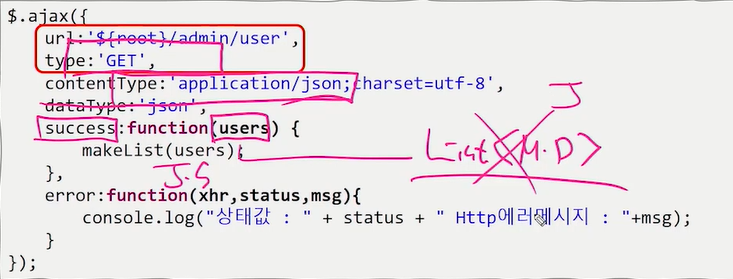 $.ajax({
url:'${root}/admin/user',
type:'GET',
contentType:'application/json;charset=utf-8',
dataType:'json',
success:function(users) {
makeList(users);
},
error:function(xhr,status,msg){
console.log("상태값 : " + status + " Http에러메시지 : "+msg);
}
});
J
List<M.D>
J.S